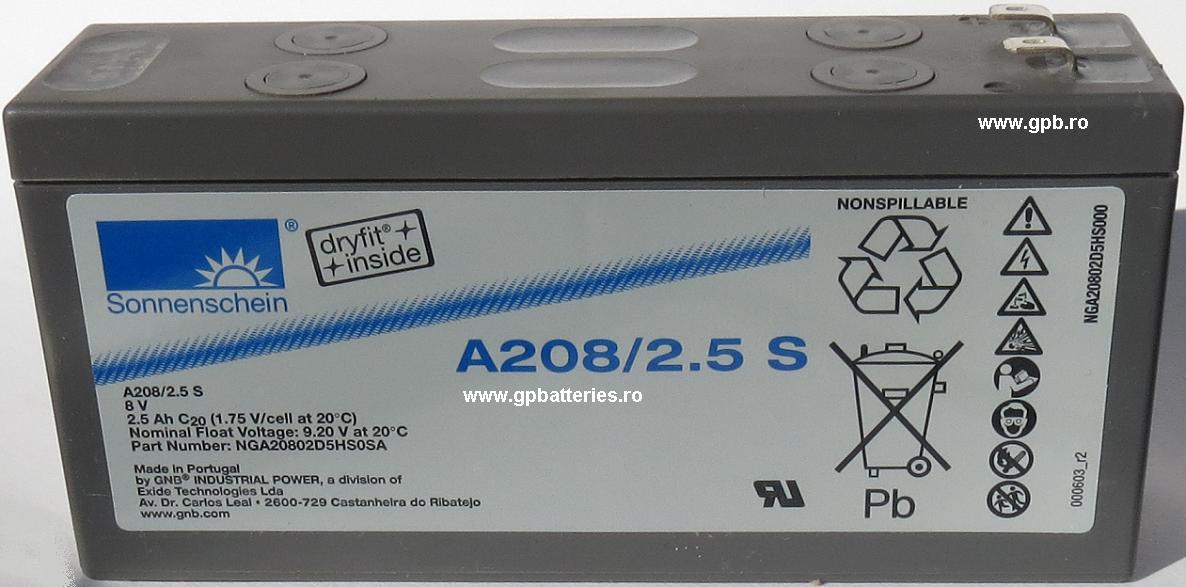 www.gpb.ro
NONSPILLABLE
®
dryfit®
inside
Sonnenschein
NGA20802D5HS000
A208/2.5 S
www.gpbatteries.ro
A208/2.5 S
8 V
2.5 Ah C20 (1.75 V/cell at 20°C)
Nominal Float Voltage: 9.20 V at 20°C
Part Number: NGA20802D5HS0SA
Made in Portugal
by GNB® INDUSTRIAL POWER, a division of
Exide Technologies Lda
Av. Dr. Carlos Leal • 2600-729 Castanheira do Ribatejo
www.gnb.com
Pb
000603_r2